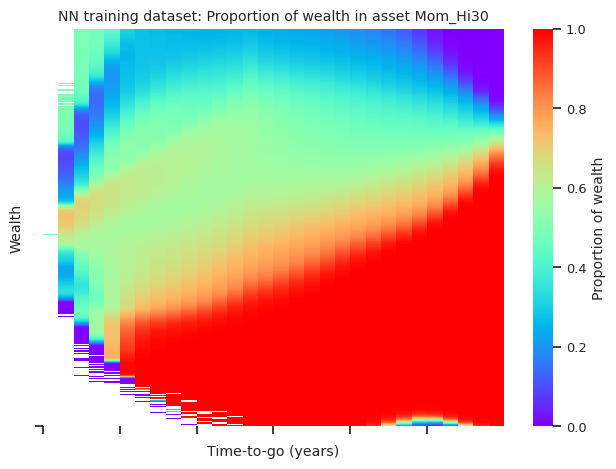 NN training dataset: Proportion of wealth in asset Mom_Hi30
Wealth
Time-to-go (years)
1.0
0.8
0.6
0.4
0.2
0.0
Proportion of wealth